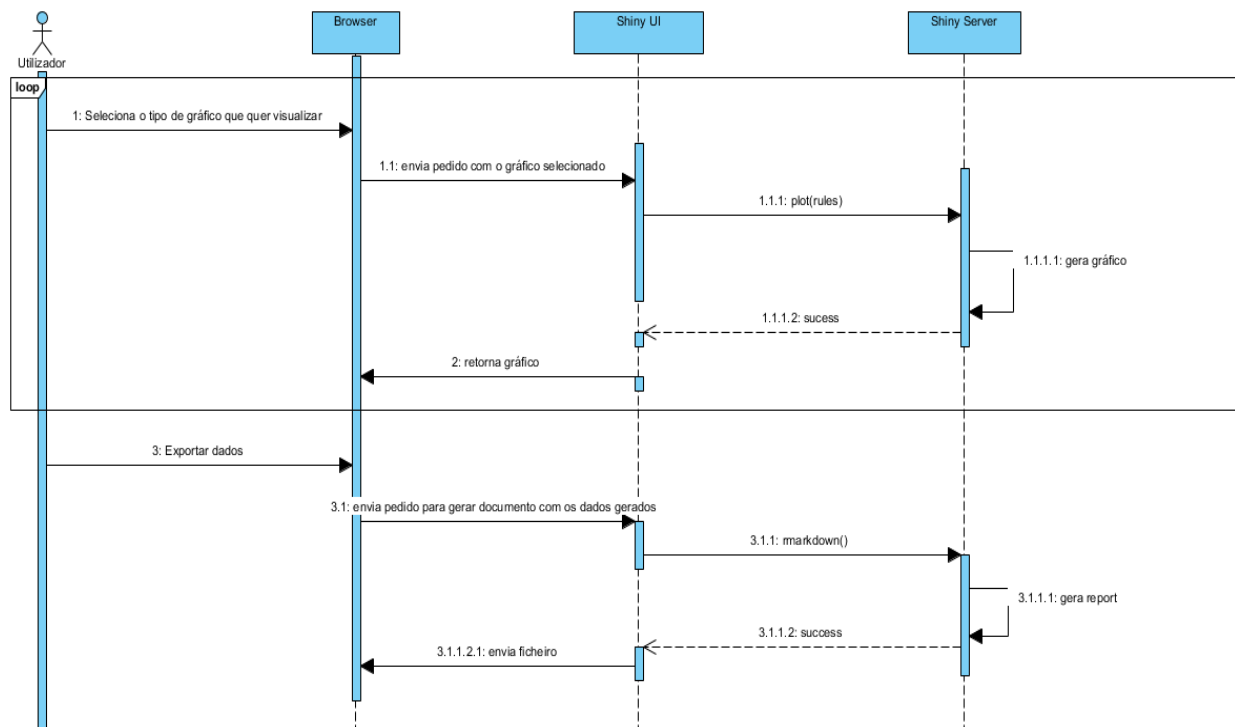 Browser
Shiny UI
Shiny Server
Utilizador
loop
1: Seleciona o tipo de gráfico que quer visualizar
1.1: envia pedido com o gráfico selecionado
1.1.1: plot(rules)
1.1.1.1: gera gráfico
1.1.1.2: sucess
2: retorna gráfico
3: Exportar dados
3.1: envia pedido para gerar documento com os dados gerados
3.1.1: rmarkdown()
3.1.1.1: gera report
3.1.1.2: success
3.1.1.2.1: envia ficheiro